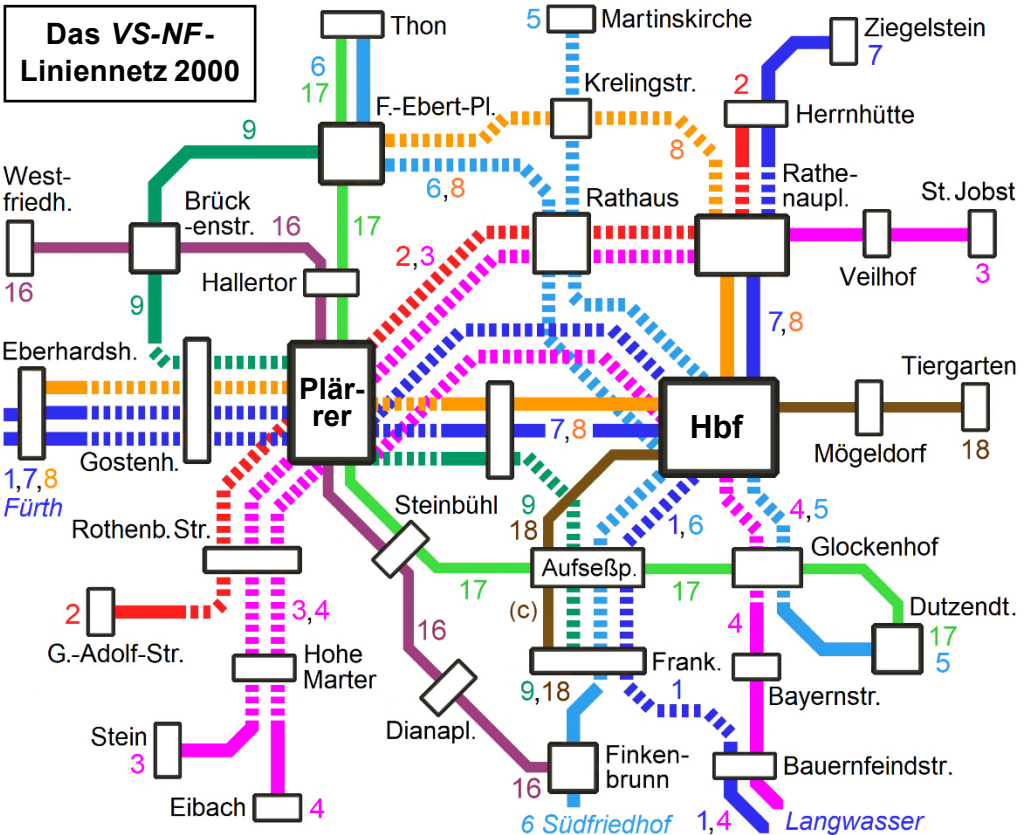 Das VS-NF-
Liniennetz 2000
Thon
6
17
5
Martinskirche
Ziegelstein
7
Krelingstr.
2
Herrnhütte
F.-Ebert-Pl.
9
8
6,8
West-
friedh.
16
Brück
-enstr.
16
17
Rathaus
Rathe-
naupl.
St. Jobst
3
Veilhof
Hallertor
2,3
9
7,8
Eberhardsh.
1,7,8
Fürth
Gostenh.
Plär-
rer
7,8
Hbf
Tiergarten
18
Mögeldorf
Steinbühl
9
18
1,6
4,5
Rothenb.Str.
Glockenhof
Aufseßp.
17
17
(c)
2
G.-Adolf-Str.
3,4
16
4
Dutzendt.
17
5
Hohe
Marter
Frank.
9,18
1
Bayernstr.
Dianapl.
Stein
3
Finken-
brunn
16
Bauernfeindstr.
Eibach
4
6 Südfriedhof
1,4
Langwasser